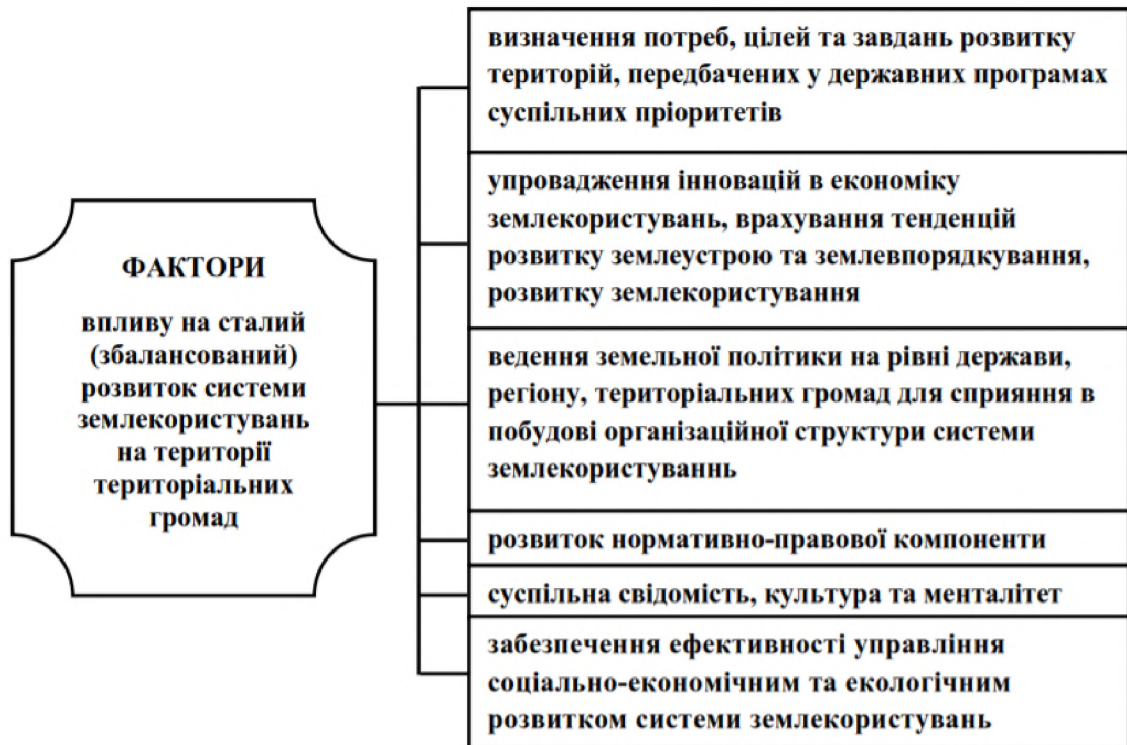 ФАКТОРИ
впливу на сталий
(збалансований)
розвиток системи
землекористувань
на території
територіальних
громад
визначення потреб, цілей та завдань розвитку
територій, передбачених у державних програмах
суспільних пріоритетів
упровадження інновацій в економіку
землекористувань, врахування тенденцій
розвитку землеустрою та землевпорядкування,
розвитку землекористування
ведення земельної політики на рівні держави,
регіону, територіальних громад для сприяння в
побудові організаційної структури системи
землекористуваннь
розвиток нормативно-правової компоненти
суспільна свідомість, культура та менталітет
забезпечення ефективності управління
соціально-економічним та екологічним
розвитком системи землекористувань